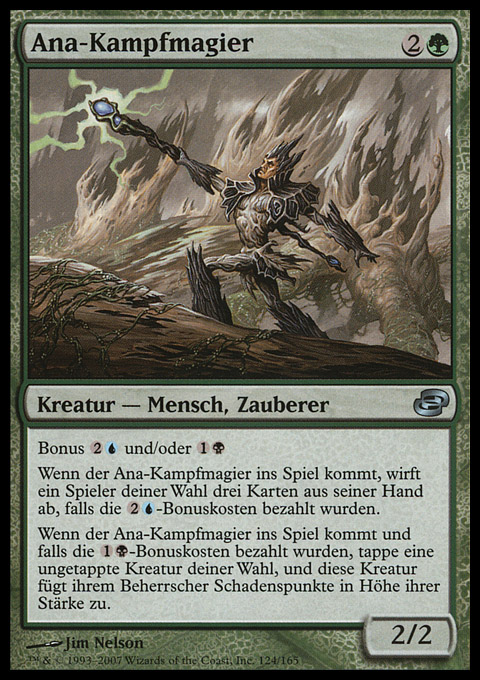 Ana-Kampfmagier 2
Kreatur — Mensch, Zauberer
Bonus 2 und/oder 1
Wenn der Ana-Kampfmagier ins Spiel kommt, wirft
ein Spieler deiner Wahl drei Karten aus seiner Hand
ab, falls die 2-Bonuskosten bezahlt wurden.
Wenn der Ana-Kampfmagier ins Spiel kommt und
falls die 1-Bonuskosten bezahlt wurden, tappe eine
ungetappte Kreatur deiner Wahl, und diese Kreatur
fügt ihrem Beherrscher Schadenspunkte in Höhe ihrer
Stärke zu.
2/2
Jim Nelson
™ & © 1993–2007 Wizards of the Coast, Inc. 124/165